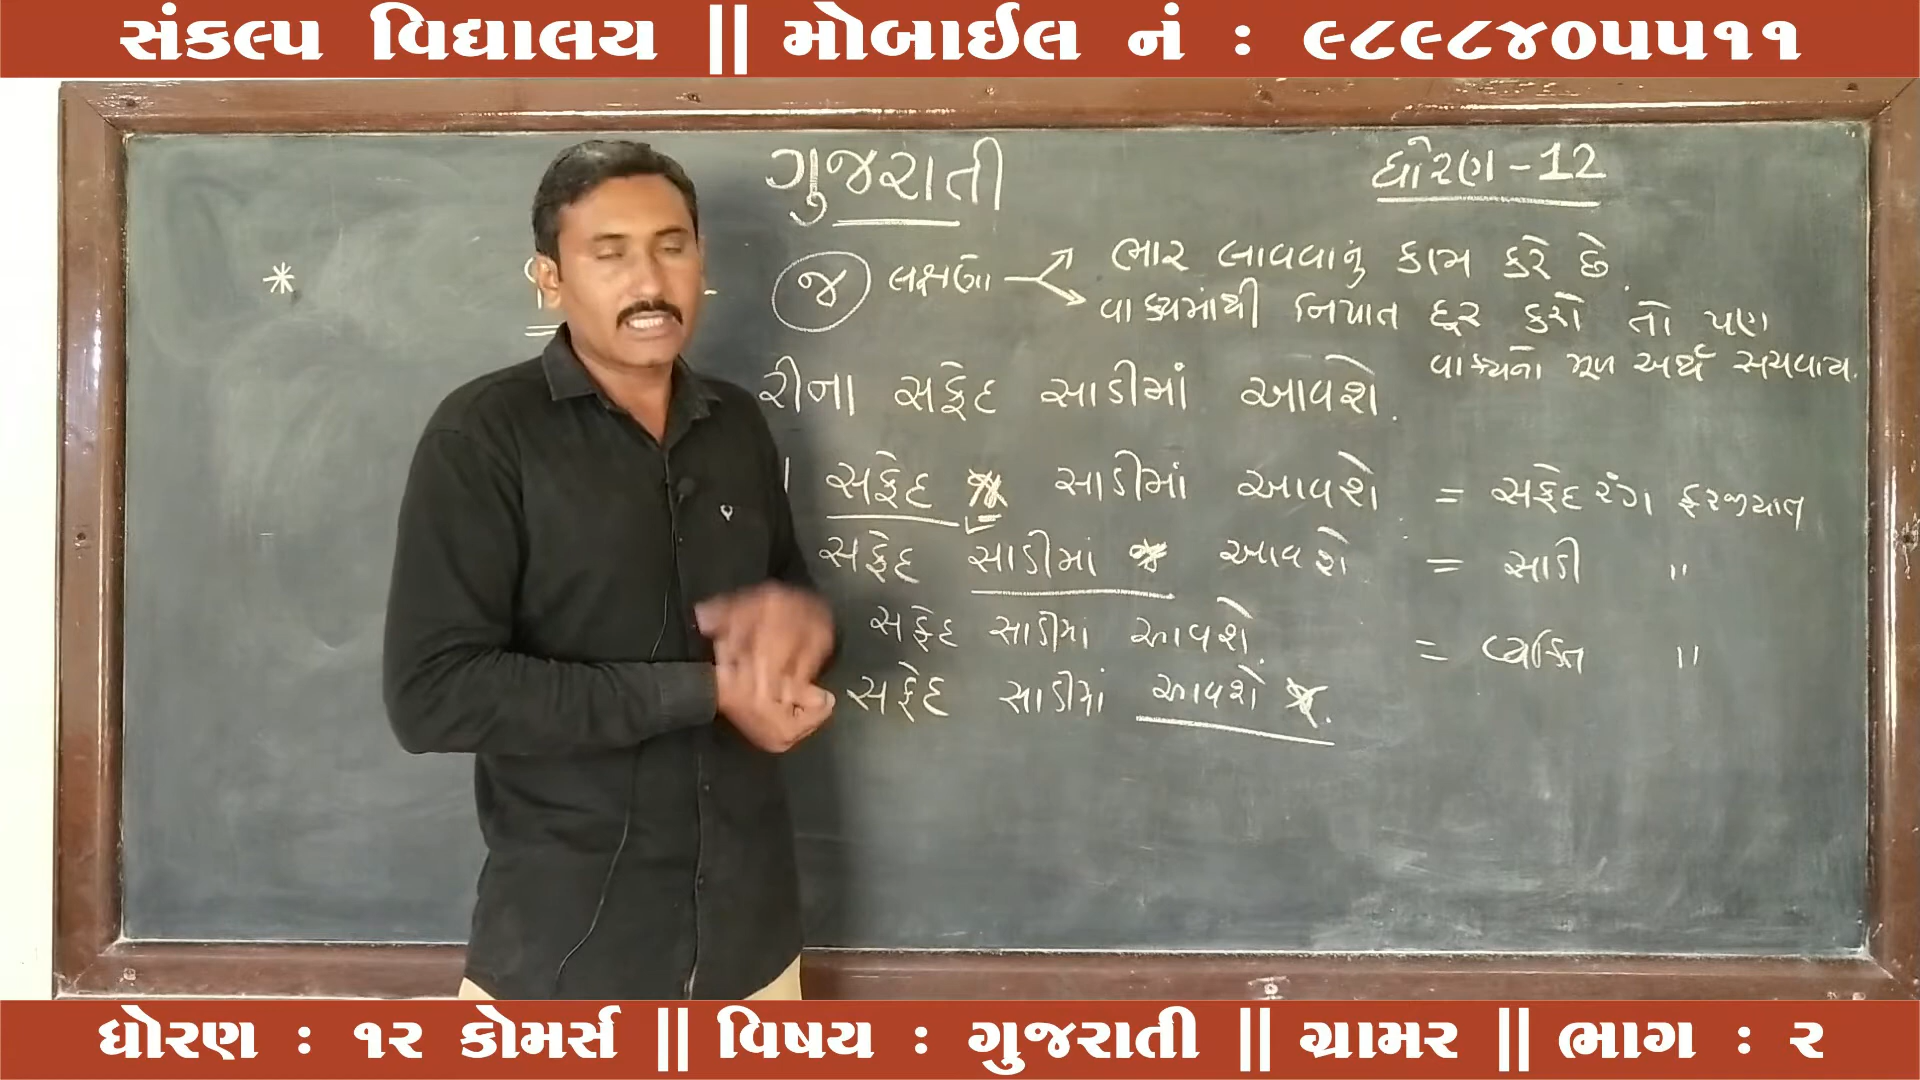 સંકલ્પ વિદ્યાલય || મોબાઈલ નં : ૯૮૯૮૪૦૫૫૧૧
ગુજરાતી
ધોરણ-12
*
જ લક્ષણો
ભાર લાવવાનું કામ કરે છે.
વાક્યમાંથી નિપાત દૂર કરો તો પણ
વાક્યનો મૂળ અર્થ સચવાય.
રીના સફેદ સાડીમાં આવશે.
સફેદ જ સાડીમાં આવશે = સફેદ રંગ ફરજીયાત
સફેદ સાડીમાં જ આવશે = સાડી "
સફેદ સાડીમાં આવશે. = વ્યક્તિ "
સફેદ સાડીમાં આવશે જ.
ધોરણ : ૧૨ કોમર્સ || વિષય : ગુજરાતી || ગ્રામર || ભાગ : ૨